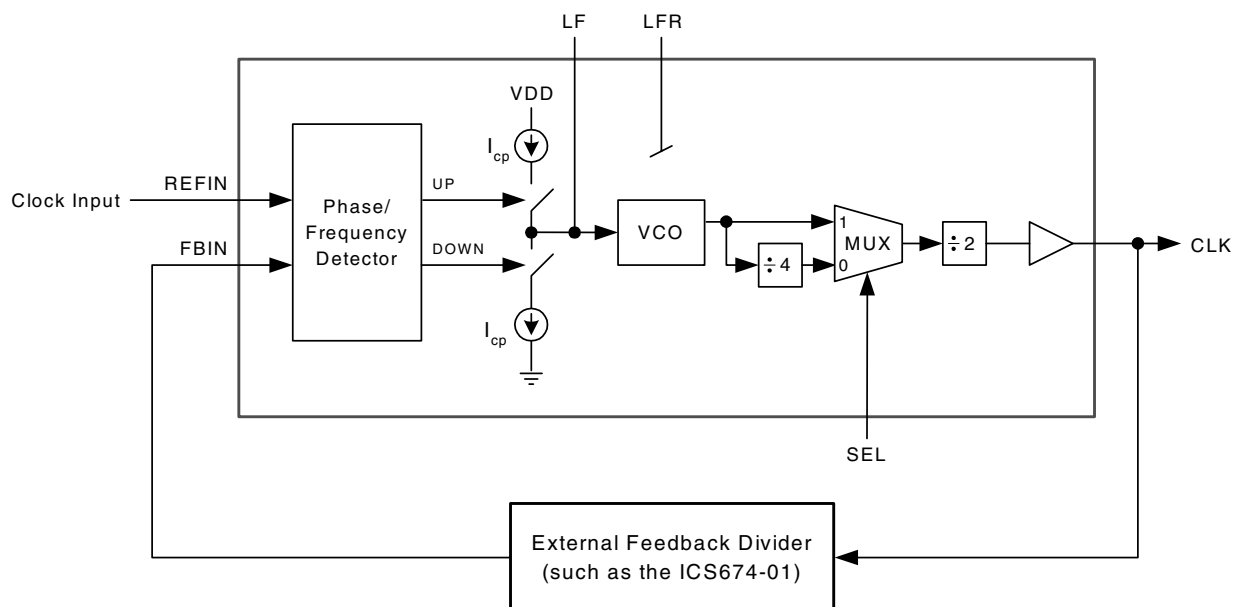 LF
LFR
VDD
Icp
Clock Input
REFIN
UP
Phase/
Frequency
Detector
FBIN
DOWN
VCO
1
MUX
0
÷4
÷2
CLK
Icp
SEL
External Feedback Divider
(such as the ICS674-01)